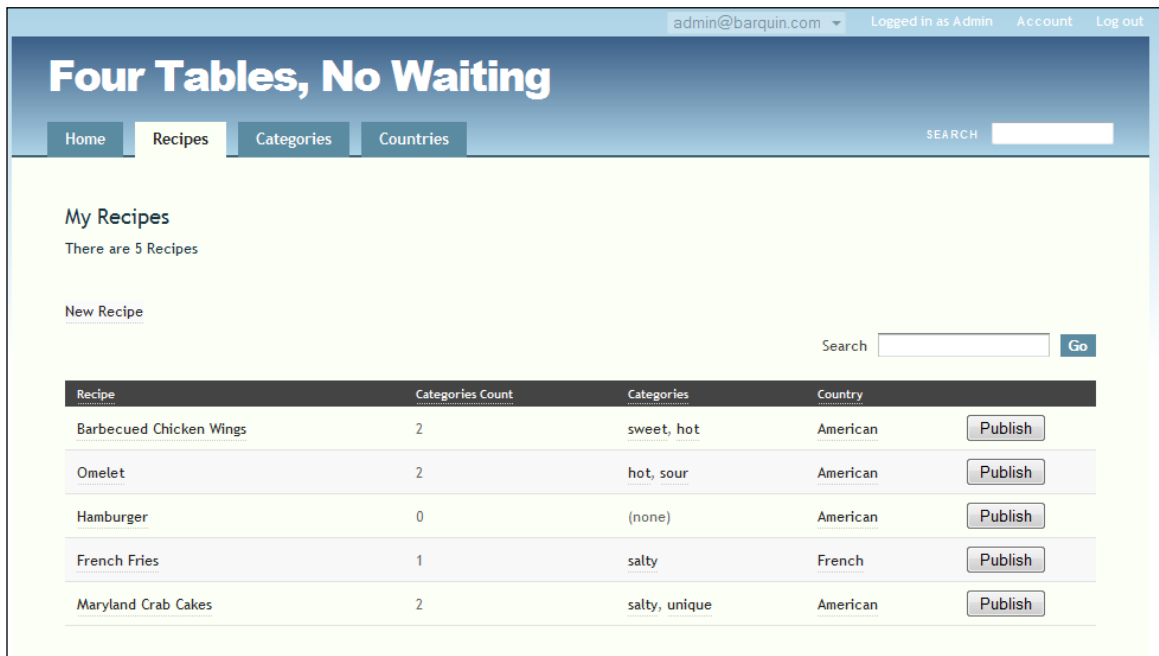 admin@barquin.com Logged in as Admin Account Log out
Four Tables, No Waiting
Home Recipes Categories Countries SEARCH
My Recipes
There are 5 Recipes
New Recipe
Search Go
Recipe Categories Count Categories Country
Barbecued Chicken Wings 2 sweet, hot American Publish
Omelet 2 hot, sour American Publish
Hamburger 0 (none) American Publish
French Fries 1 salty French Publish
Maryland Crab Cakes 2 salty, unique American Publish